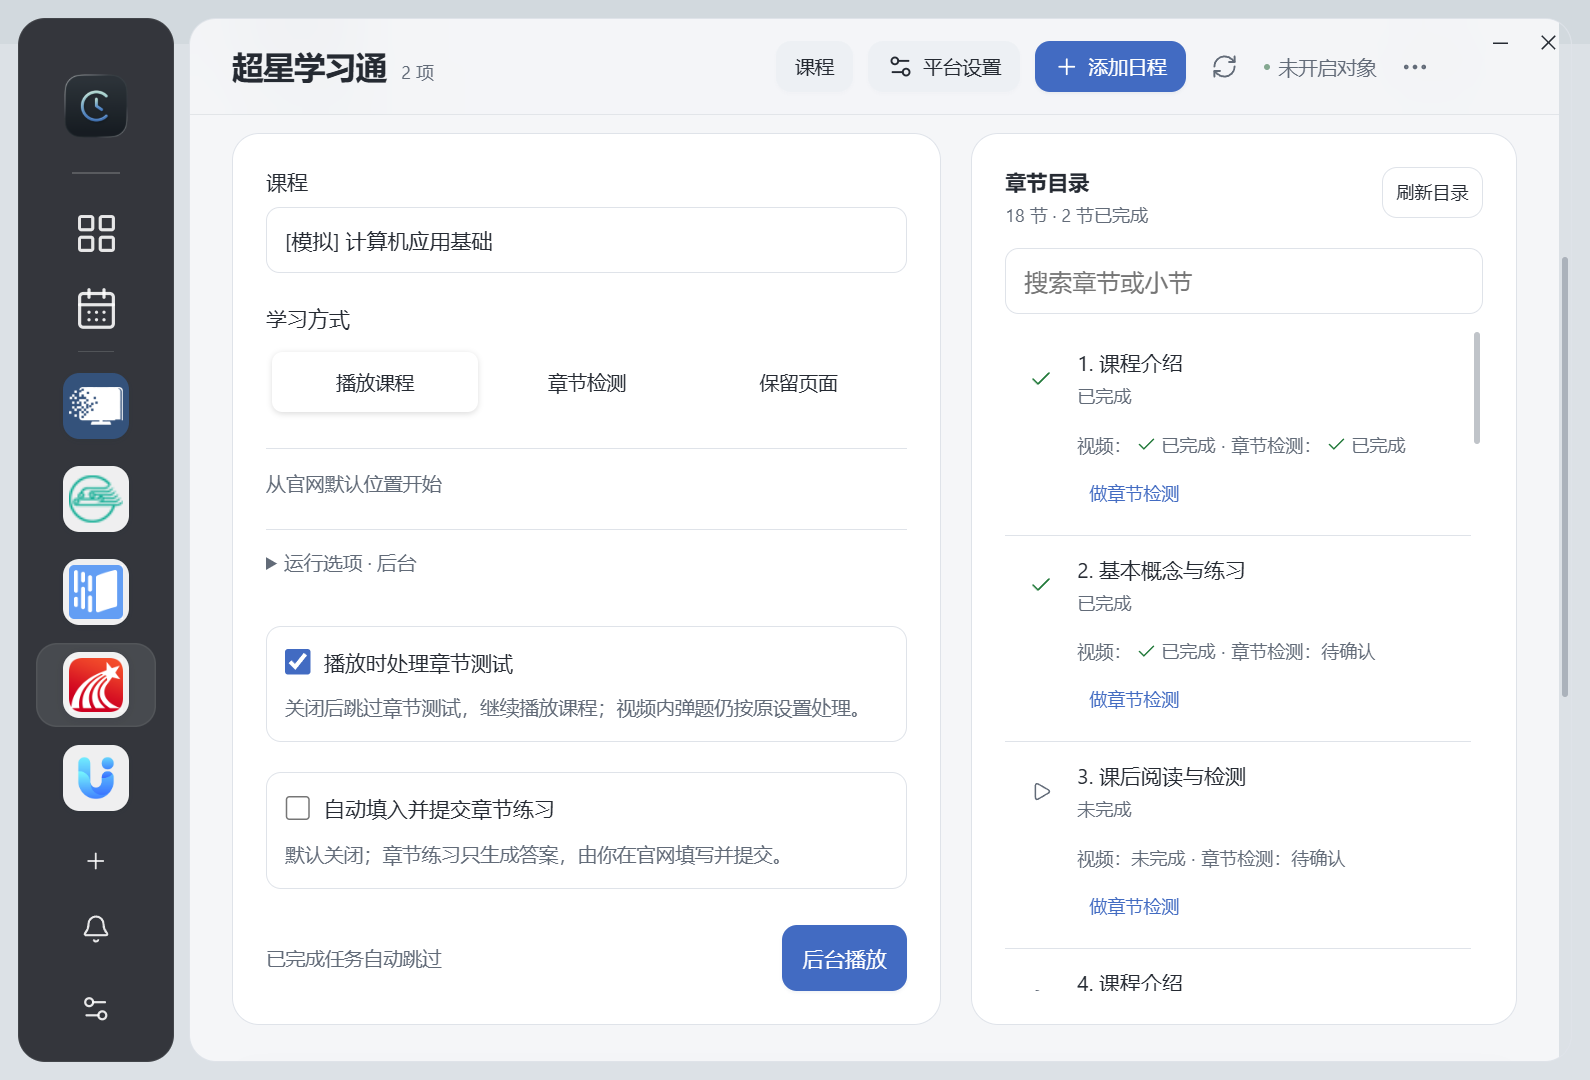 超星学习通 2 项
课程
平台设置
添加日程
未开启对象
课程
[模拟] 计算机应用基础
学习方式
播放课程
章节检测
保留页面
从官网默认位置开始
运行选项 · 后台
播放时处理章节测试
关闭后跳过章节测试，继续播放课程；视频内弹题仍按原设置处理。
自动填入并提交章节练习
默认关闭；章节练习只生成答案，由你在官网填写并提交。
已完成任务自动跳过
后台播放
章节目录
18 节 · 2 节已完成
刷新目录
搜索章节或小节
1. 课程介绍
已完成
视频： 已完成 · 章节检测： 已完成
做章节检测
2. 基本概念与练习
已完成
视频： 已完成 · 章节检测：待确认
做章节检测
3. 课后阅读与检测
未完成
视频：未完成 · 章节检测：待确认
做章节检测
4. 课程介绍